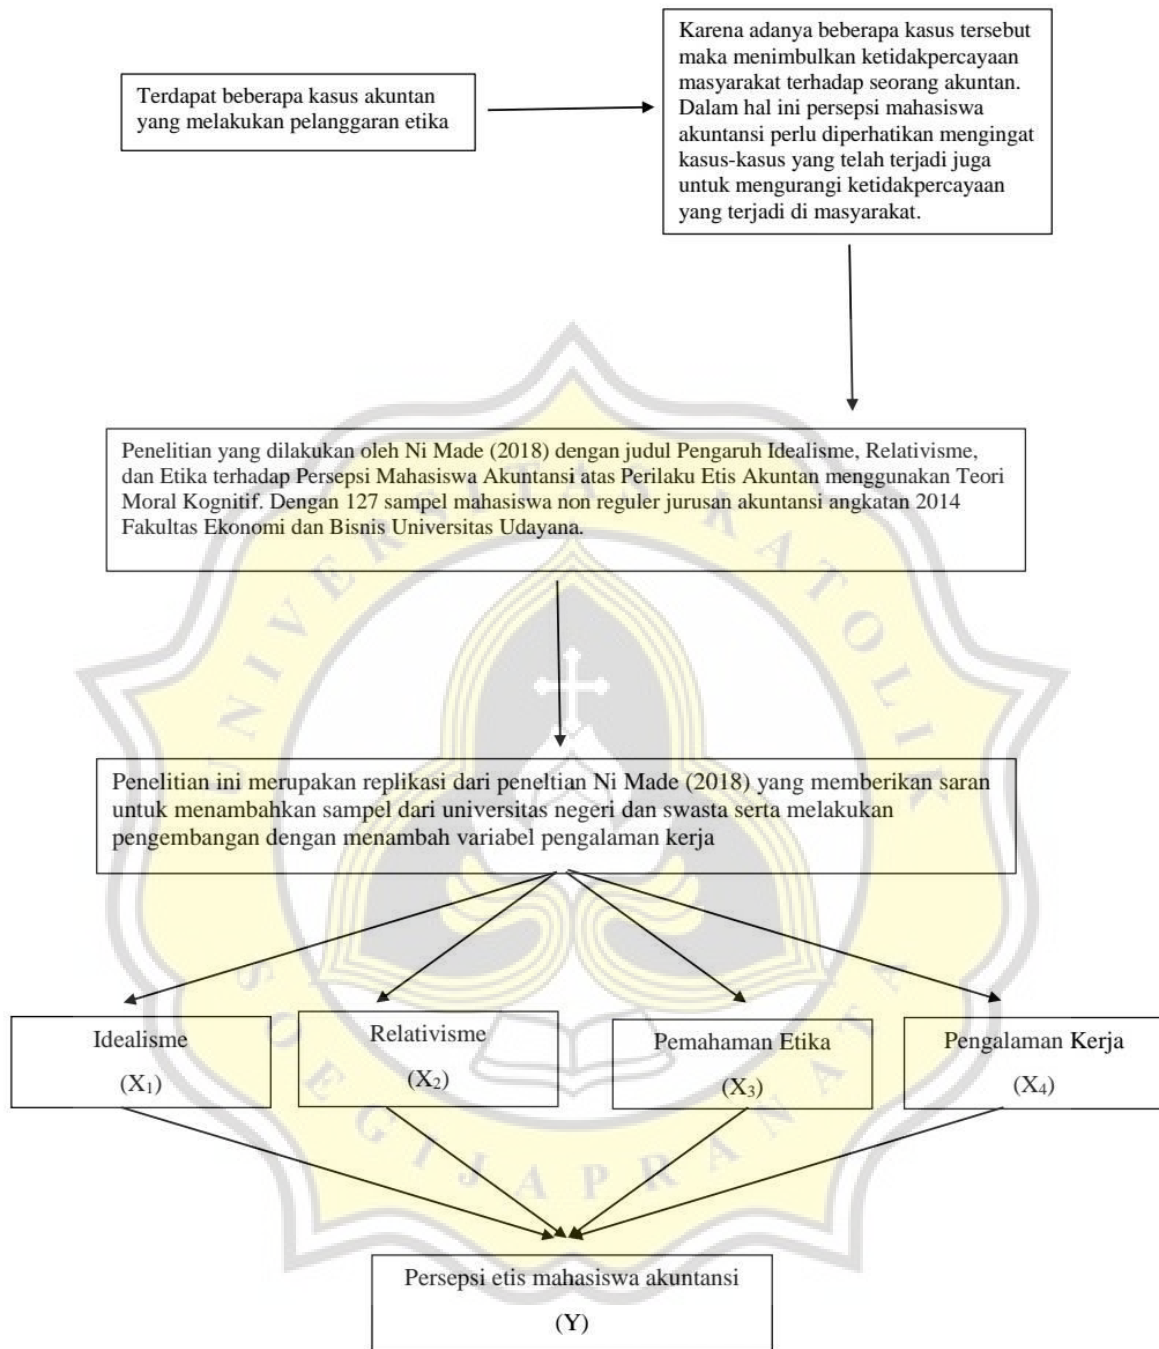 Terdapat beberapa kasus akuntan
yang melakukan pelanggaran etika
Karena adanya beberapa kasus tersebut
maka menimbulkan ketidakpercayaan
masyarakat terhadap seorang akuntan.
Dalam hal ini persepsi mahasiswa
akuntansi perlu diperhatikan mengingat
kasus-kasus yang telah terjadi juga
untuk mengurangi ketidakpercayaan
yang terjadi di masyarakat.
Penelitian yang dilakukan oleh Ni Made (2018) dengan judul Pengaruh Idealisme, Relativisme,
dan Etika terhadap Persepsi Mahasiswa Akuntansi atas Perilaku Etis Akuntan menggunakan Teori
Moral Kognitif. Dengan 127 sampel mahasiswa non reguler jurusan akuntansi angkatan 2014
Fakultas Ekonomi dan Bisnis Universitas Udayana.
Penelitian ini merupakan replikasi dari peneltian Ni Made (2018) yang memberikan saran
untuk menambahkan sampel dari universitas negeri dan swasta serta melakukan
pengembangan dengan menambah variabel pengalaman kerja
Idealisme
(X₁)
Relativisme
(X₂)
Pemahaman Etika
(X₃)
Pengalaman Kerja
(X₄)
Persepsi etis mahasiswa akuntansi
(Y)
UNIVERSITAS KATOLIK
SOEGIJAPRANATA